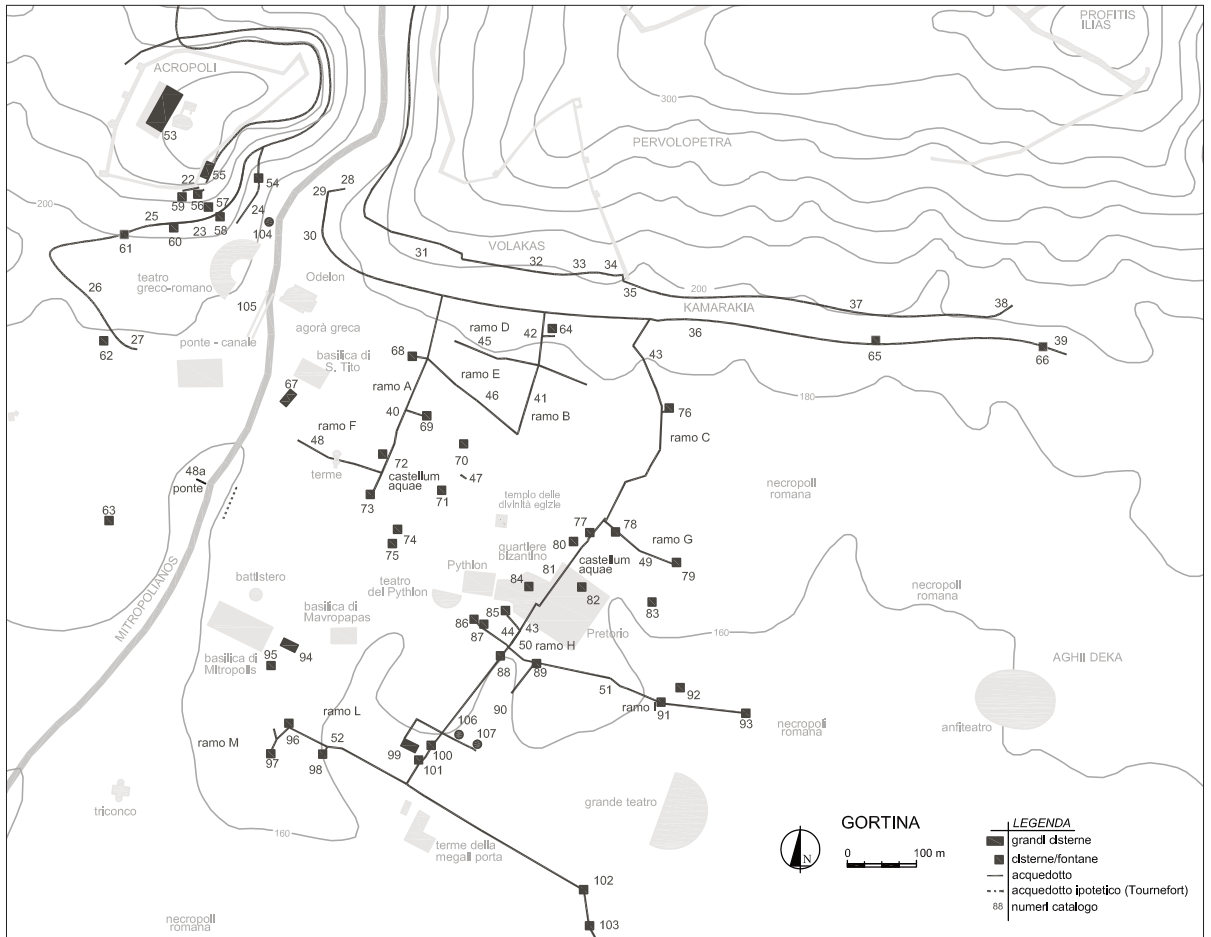 PROFITIS
ILIAS
ACROPOLI
300
53
PERVOLOPETRA
22
55
54
28
29
200
59
56
57
25
24
23
58
104
61
60
30
31
VOLAKAS
32
33
34
35
200
37
38
KAMARAKIA
teatro
greco-romano
Odeion
26
105
agorà greca
ramo D
45
42
64
36
39
62
27
ponte - canale
basilica di
S. Tito
68
43
65
66
ramo E
67
ramo A
46
41
180
40
ramo B
76
69
ramo F
48
ramo C
72
70
48a
terme
castellum
aquae
47
ponte
73
71
templo delle
divinità egizie
necropoli
romana
63
74
77
78
75
80
ramo G
quartiere
bizantino
49
81
castellum
aquae
79
MITROPOLIANOS
battistero
Pythion
teatro
del Pythion
84
82
83
necropoli
romana
basilica di
Mavropapas
85
86
87
44
43
Pretorio
160
50
ramo H
94
95
basilica di
Mitropolis
88
89
AGHII DEKA
51
92
90
ramo I
91
93
ramo L
106
necropoli
romana
anfiteatro
ramo M
96
52
107
97
98
99
100
101
triconco
160
grande teatro
terme della
megali porta
GORTINA
N
0
100 m
LEGENDA
grandi cisterne
cisterne/fontane
acquedotto
acquedotto ipotetico (Tournefort)
88
numeri catalogo
102
103
necropoli
romana